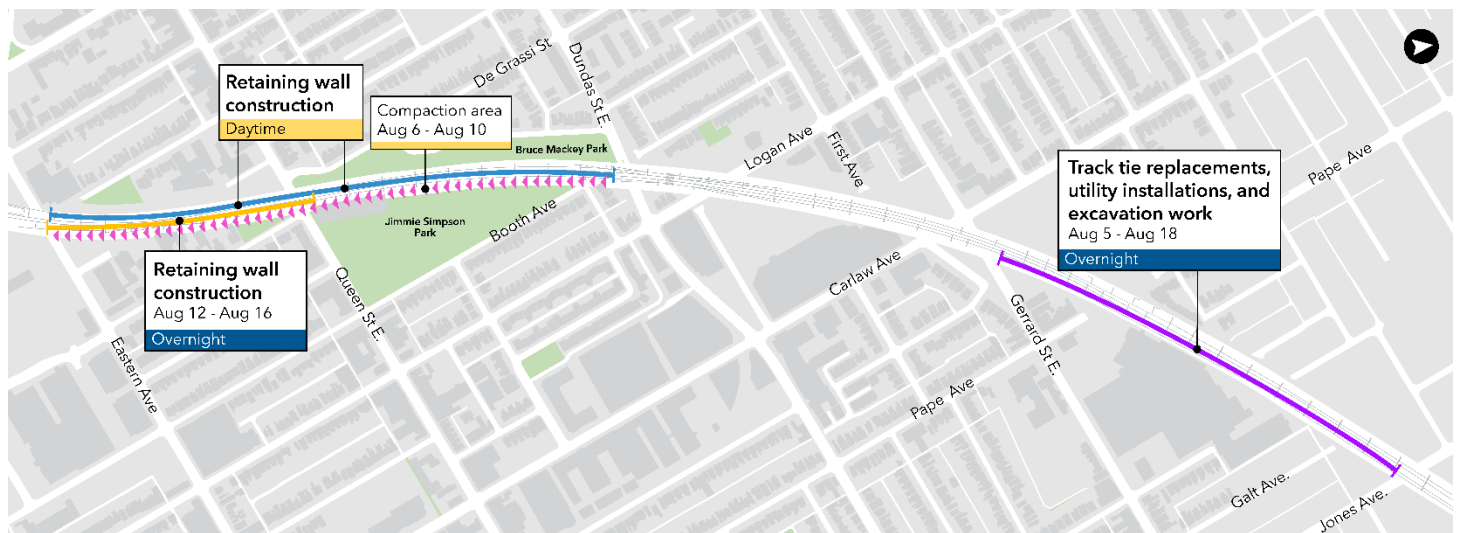 De Grassi St
Dundas St E.
Retaining wall
construction
Daytime
Compaction area
Aug 6 - Aug 10
Bruce Mackey Park
Logan Ave
First Ave
Pape Ave
Track tie replacements,
utility installations, and
excavation work
Aug 5 - Aug 18
Overnight
Jimmie Simpson
Park
Booth Ave
Retaining wall
construction
Aug 12 - Aug 16
Overnight
Queen St E.
Eastern Ave
Carlaw Ave
Gerrard St E.
Pape Ave
Galt Ave.
Jones Ave.